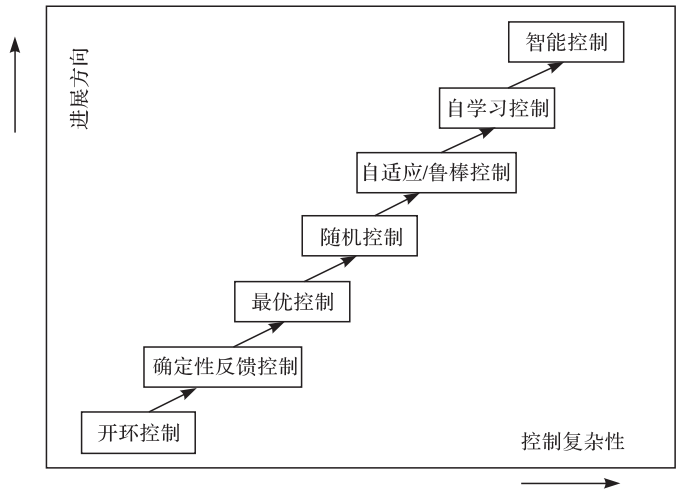 智能控制
进展方向
自学习控制
自适应/鲁棒控制
随机控制
最优控制
确定性反馈控制
开环控制
控制复杂性